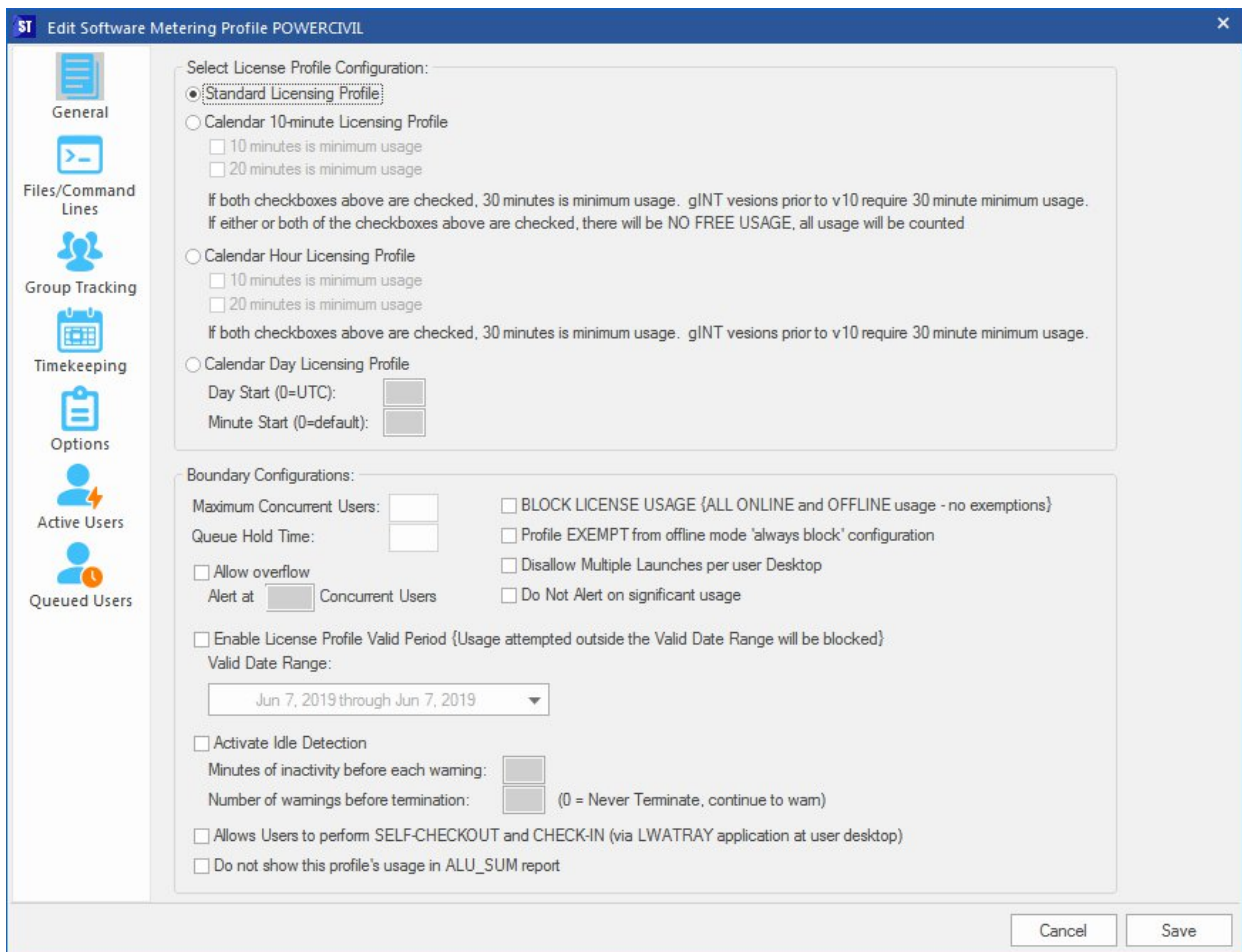 ST Edit Software Metering Profile POWERCIVIL
General
Files/Command
Lines
Group Tracking
Timekeeping
Options
Active Users
Queued Users
Select License Profile Configuration:
Standard Licensing Profile
Calendar 10-minute Licensing Profile
10 minutes is minimum usage
20 minutes is minimum usage
If both checkboxes above are checked, 30 minutes is minimum usage. gINT vesions prior to v10 require 30 minute minimum usage.
If either or both of the checkboxes above are checked, there will be NO FREE USAGE, all usage will be counted
Calendar Hour Licensing Profile
10 minutes is minimum usage
20 minutes is minimum usage
If both checkboxes above are checked, 30 minutes is minimum usage. gINT vesions prior to v10 require 30 minute minimum usage.
Calendar Day Licensing Profile
Day Start (0=UTC):
Minute Start (0=default):
Boundary Configurations:
Maximum Concurrent Users:
Queue Hold Time:
Allow overflow
Alert at Concurrent Users
BLOCK LICENSE USAGE {ALL ONLINE and OFFLINE usage - no exemptions}
Profile EXEMPT from offline mode 'always block' configuration
Disallow Multiple Launches per user Desktop
Do Not Alert on significant usage
Enable License Profile Valid Period {Usage attempted outside the Valid Date Range will be blocked}
Valid Date Range:
Jun 7, 2019 through Jun 7, 2019
Activate Idle Detection
Minutes of inactivity before each warning:
Number of warnings before termination: (0 = Never Terminate, continue to warn)
Allows Users to perform SELF-CHECKOUT and CHECK-IN (via LWATRAY application at user desktop)
Do not show this profile's usage in ALU_SUM report
Cancel Save